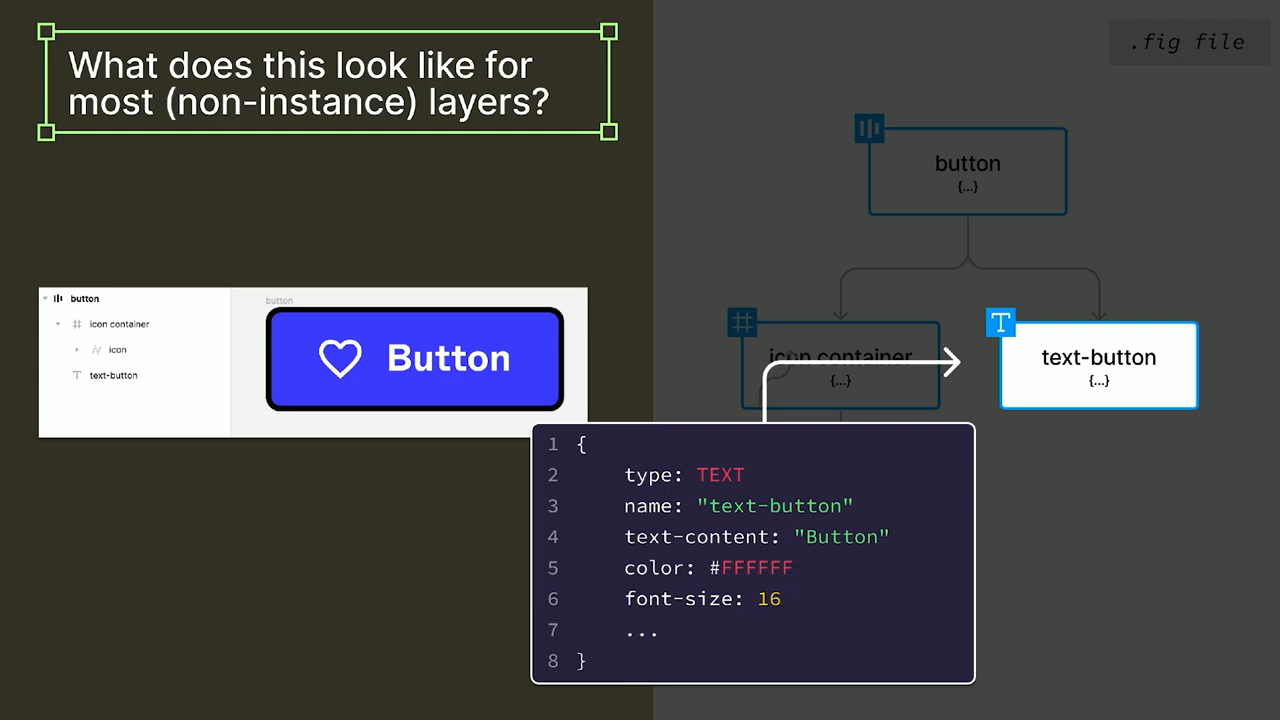 What does this look like for
most (non-instance) layers?
.fig file
button
{...}
icon container
{...}
text-button
{...}
button
icon container
icon
text-button
button
Button
1 {
2 type: TEXT
3 name: "text-button"
4 text-content: "Button"
5 color: #FFFFFF
6 font-size: 16
7 ...
8 }